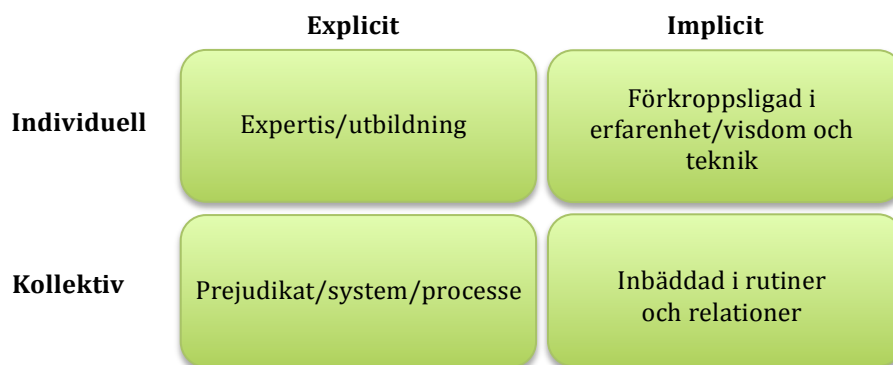 Explicit
Implicit
Individuell
Expertis/utbildning
Förkroppsligad i
erfarenhet/visdom och
teknik
Kollektiv
Prejudikat/system/processe
Inbäddad i rutiner
och relationer